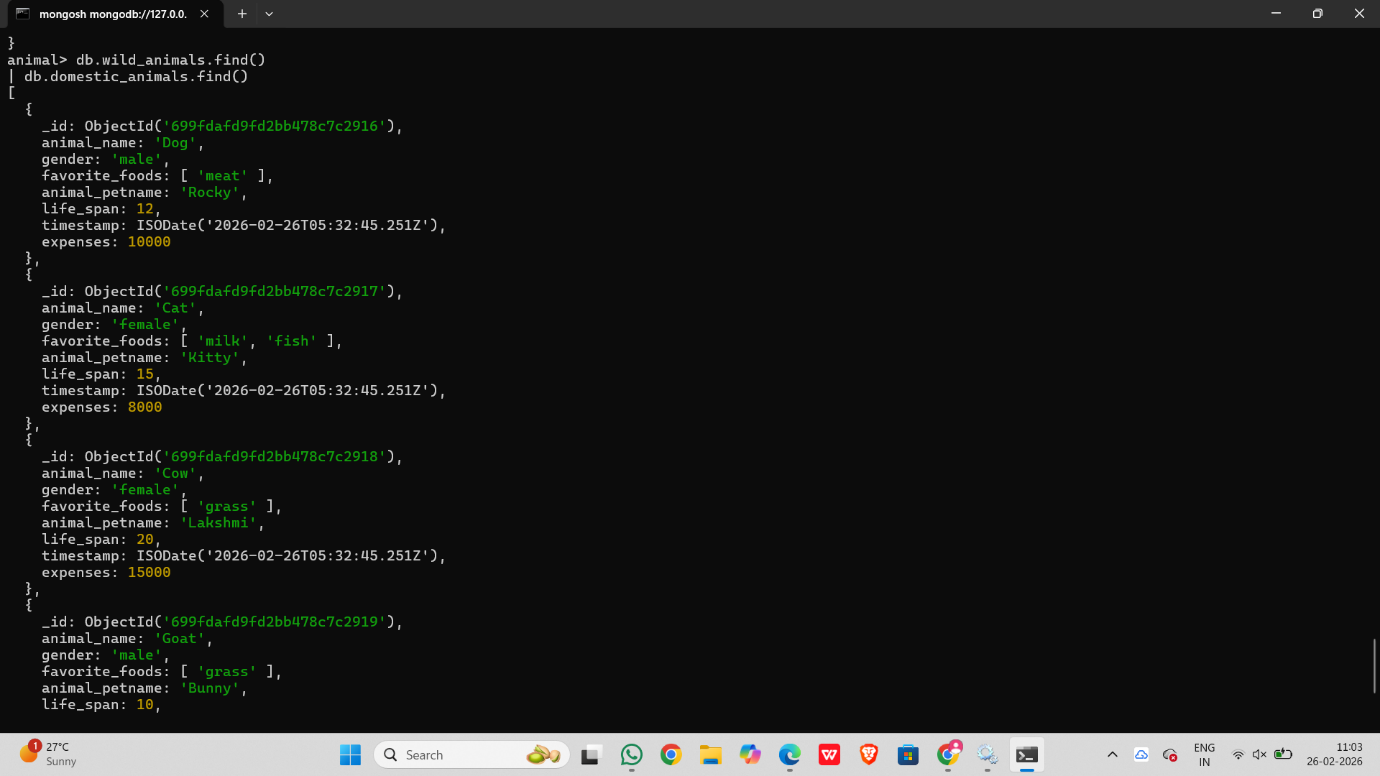 mongosh mongodb://127.0.0.
}
animal> db.wild_animals.find()
| db.domestic_animals.find()
[
  {
    _id: ObjectId('699fdafd9fd2bb478c7c2916'),
    animal_name: 'Dog',
    gender: 'male',
    favorite_foods: [ 'meat' ],
    animal_petname: 'Rocky',
    life_span: 12,
    timestamp: ISODate('2026-02-26T05:32:45.251Z'),
    expenses: 10000
  },
  {
    _id: ObjectId('699fdafd9fd2bb478c7c2917'),
    animal_name: 'Cat',
    gender: 'female',
    favorite_foods: [ 'milk', 'fish' ],
    animal_petname: 'Kitty',
    life_span: 15,
    timestamp: ISODate('2026-02-26T05:32:45.251Z'),
    expenses: 8000
  },
  {
    _id: ObjectId('699fdafd9fd2bb478c7c2918'),
    animal_name: 'Cow',
    gender: 'female',
    favorite_foods: [ 'grass' ],
    animal_petname: 'Lakshmi',
    life_span: 20,
    timestamp: ISODate('2026-02-26T05:32:45.251Z'),
    expenses: 15000
  },
  {
    _id: ObjectId('699fdafd9fd2bb478c7c2919'),
    animal_name: 'Goat',
    gender: 'male',
    favorite_foods: [ 'grass' ],
    animal_petname: 'Bunny',
    life_span: 10,
1
27°C
Sunny
Search
ENG
IN
11:03
26-02-2026